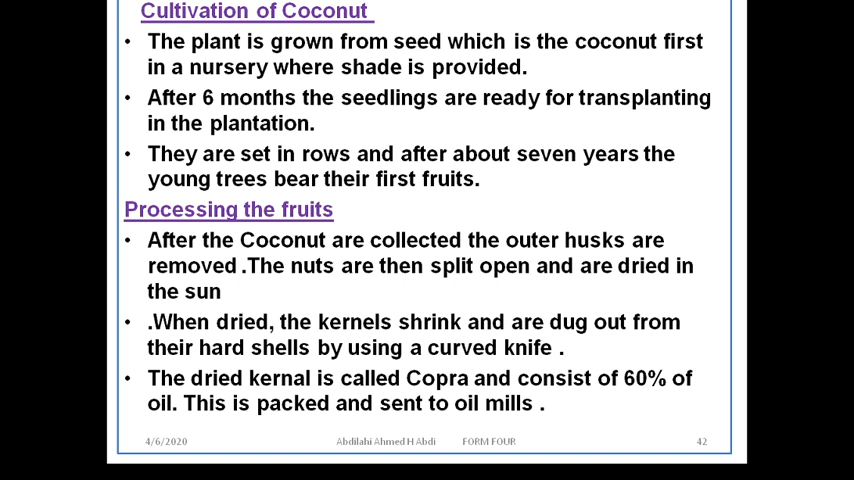 Cultivation of Coconut
• The plant is grown from seed which is the coconut first
in a nursery where shade is provided.
• After 6 months the seedlings are ready for transplanting
in the plantation.
• They are set in rows and after about seven years the
young trees bear their first fruits.
Processing the fruits
• After the Coconut are collected the outer husks are
removed .The nuts are then split open and are dried in
the sun
• .When dried, the kernels shrink and are dug out from
their hard shells by using a curved knife .
• The dried kernal is called Copra and consist of 60% of
oil. This is packed and sent to oil mills .
4/6/2020 Abdilahi Ahmed H Abdi FORM FOUR 42